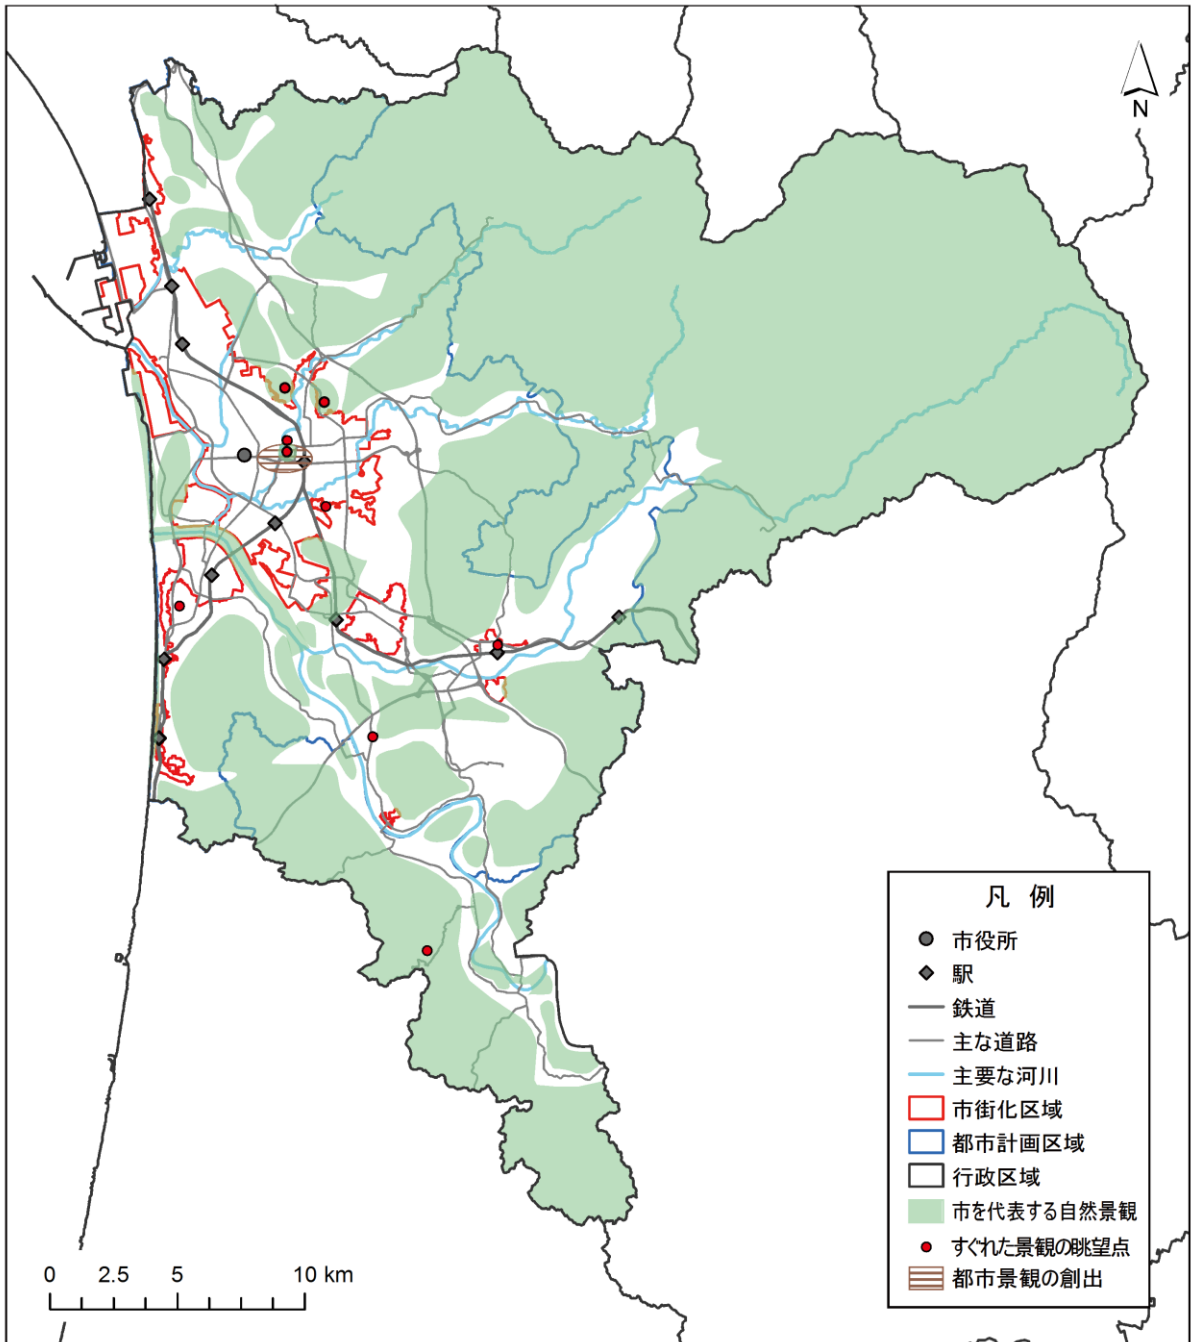 N
凡 例
市役所
駅
鉄道
主な道路
主要な河川
市街化区域
都市計画区域
行政区域
市を代表する自然景観
すぐれた景観の眺望点
都市景観の創出
0 2.5 5 10 km